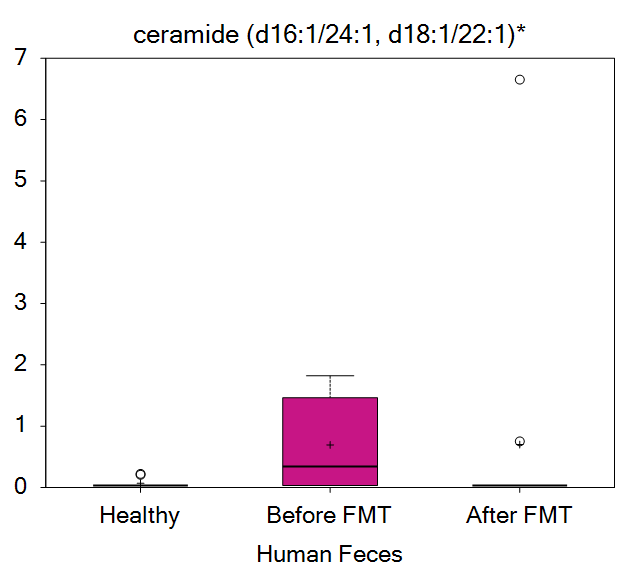 ceramide (d16:1/24:1, d18:1/22:1)*
7
6
5
4
3
2
1
0
Healthy Before FMT After FMT
Human Feces